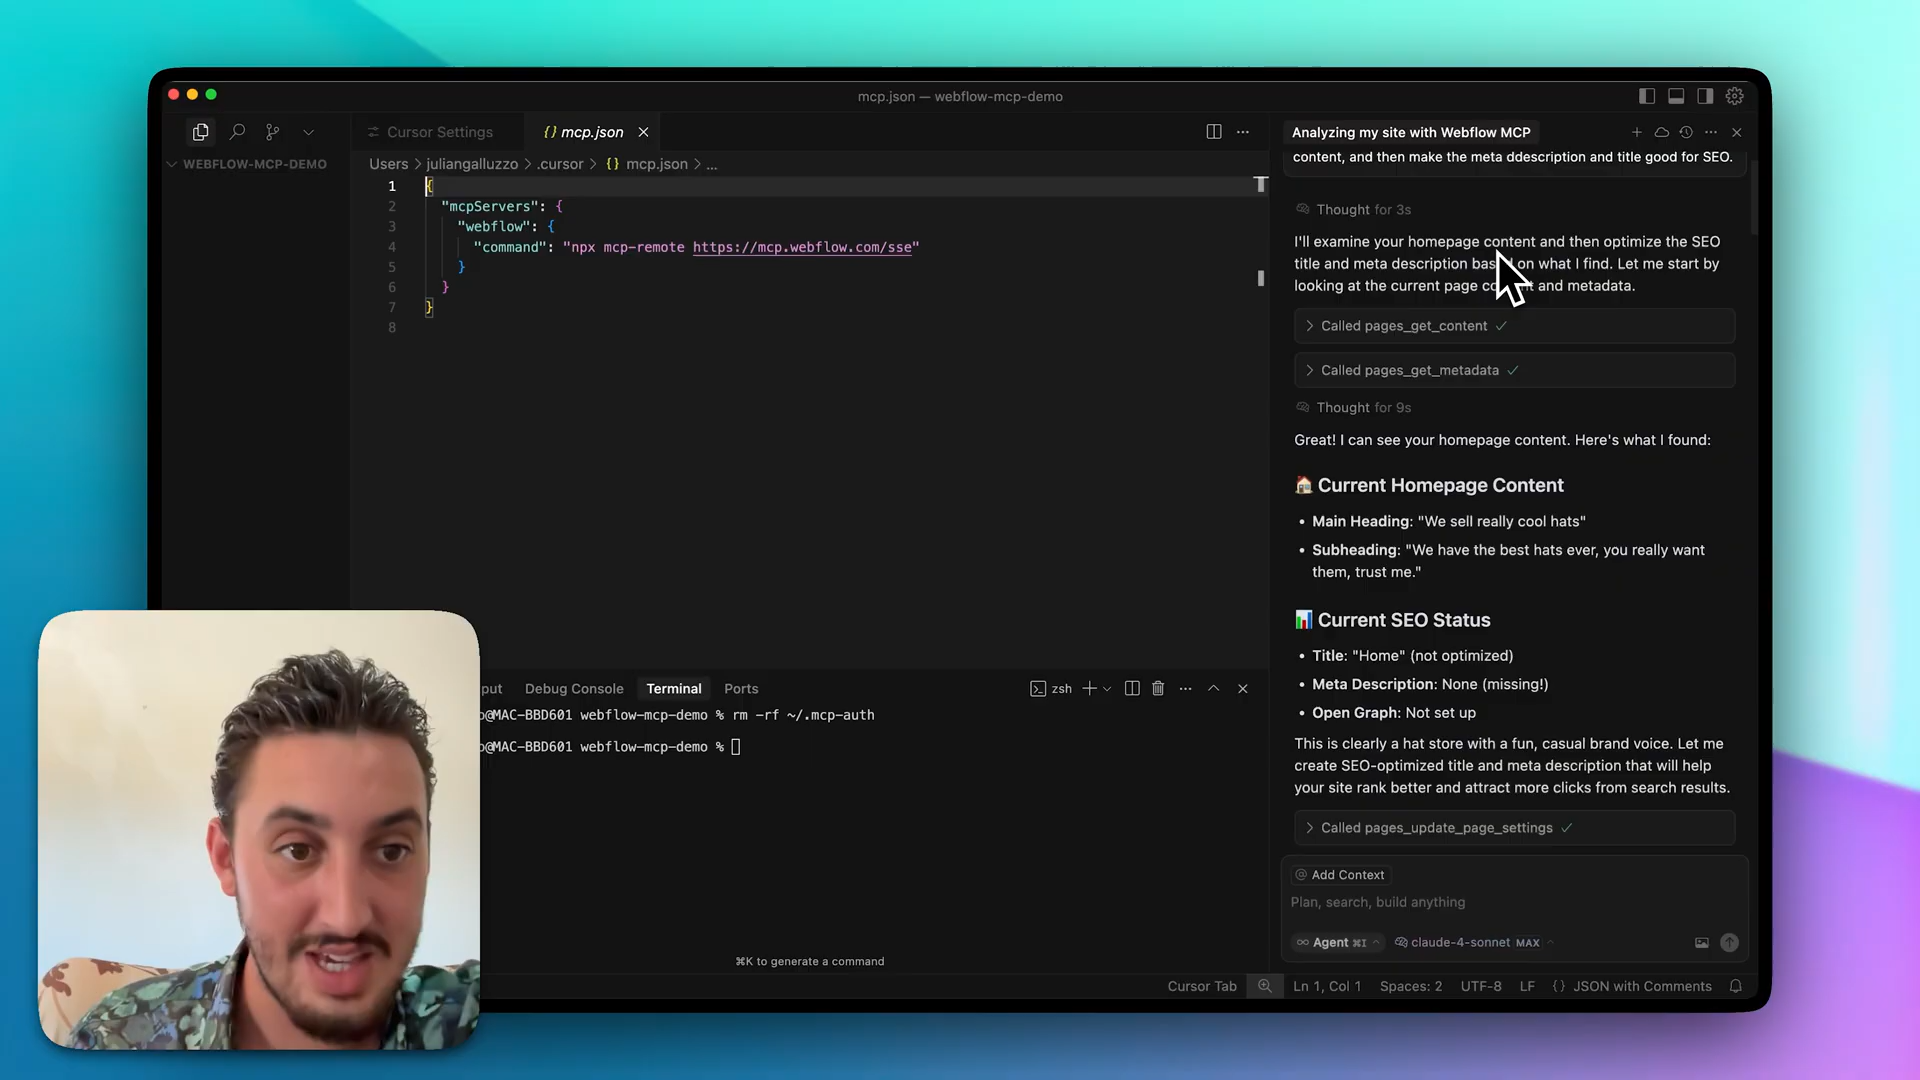 mcp.json — webflow-mcp-demo
WEBFLOW-MCP-DEMO
Cursor Settings
{} mcp.json
Users > juliangalluzzo > .cursor > {} mcp.json > ...
1 {
2 "mcpServers": {
3 "webflow": {
4 "command": "npx mcp-remote https://mcp.webflow.com/sse"
5 }
6 }
7 }
8
put
Debug Console
Terminal
Ports
zsh
o@MAC-BBD601 webflow-mcp-demo % rm -rf ~/.mcp-auth
o@MAC-BBD601 webflow-mcp-demo %
⌘K to generate a command
Analyzing my site with Webflow MCP
content, and then make the meta ddescription and title good for SEO.
Thought for 3s
I'll examine your homepage content and then optimize the SEO
title and meta description based on what I find. Let me start by
looking at the current page and metadata.
Called pages_get_content
Called pages_get_metadata
Thought for 9s
Great! I can see your homepage content. Here's what I found:
Current Homepage Content
• Main Heading: "We sell really cool hats"
• Subheading: "We have the best hats ever, you really want
them, trust me."
Current SEO Status
• Title: "Home" (not optimized)
• Meta Description: None (missing!)
• Open Graph: Not set up
This is clearly a hat store with a fun, casual brand voice. Let me
create SEO-optimized title and meta description that will help
your site rank better and attract more clicks from search results.
Called pages_update_page_settings
@ Add Context
Plan, search, build anything
∞ Agent ⌘I
claude-4-sonnet MAX
Cursor Tab
Ln 1, Col 1
Spaces: 2
UTF-8
LF
{} JSON with Comments